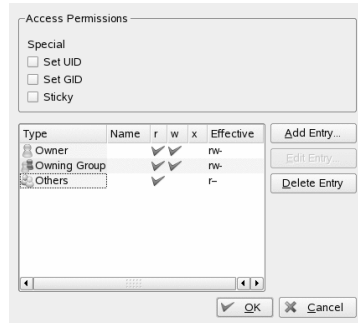 Access Permissions
Special
Set UID
Set GID
Sticky
Type Name r w x Effective
Owner rw-
Owning Group rw-
Others r--
Add Entry...
Edit Entry...
Delete Entry
OK
Cancel